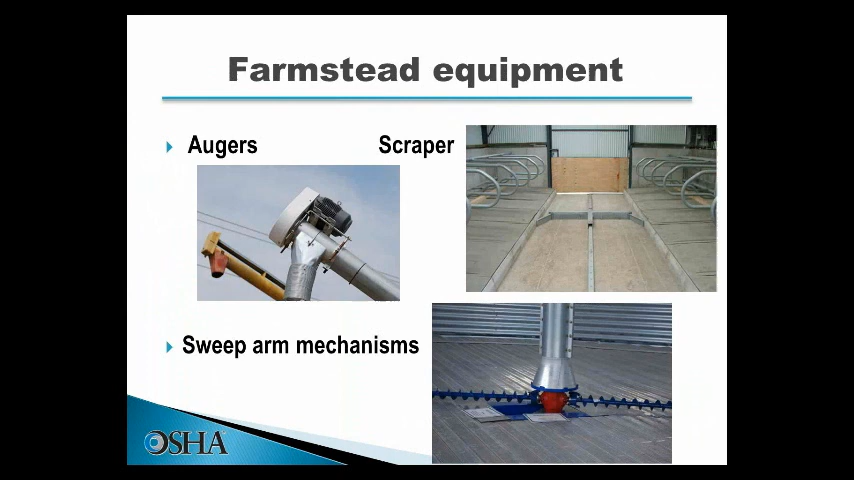 Farmstead equipment
Augers
Scraper
Sweep arm mechanisms
OSHA